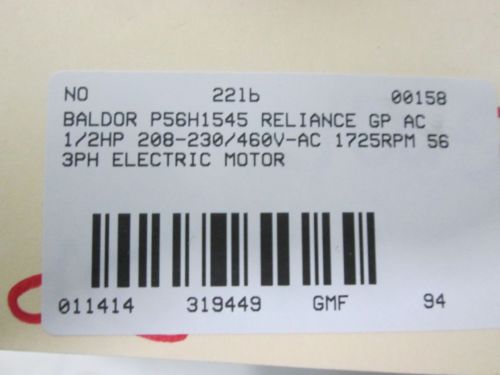 NO 22lb 00158
BALDOR P56H1545 RELIANCE GP AC
1/2HP 208-230/460V-AC 1725RPM 56
3PH ELECTRIC MOTOR
011414 319449 GMF 94